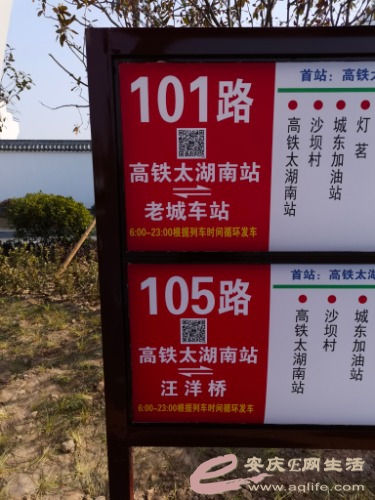 101路
高铁太湖南站
老城车站
6:00~23:00根据列车时间循环发车
首站：高铁太
高铁太湖南站
沙坝村
城东加油站
灯茗
105路
高铁太湖南站
汪洋桥
6:00~23:00根据列车时间循环发车
首站：高铁太湖
高铁太湖南站
沙坝村
城东加油站
安庆E网生活
www.aqlife.com